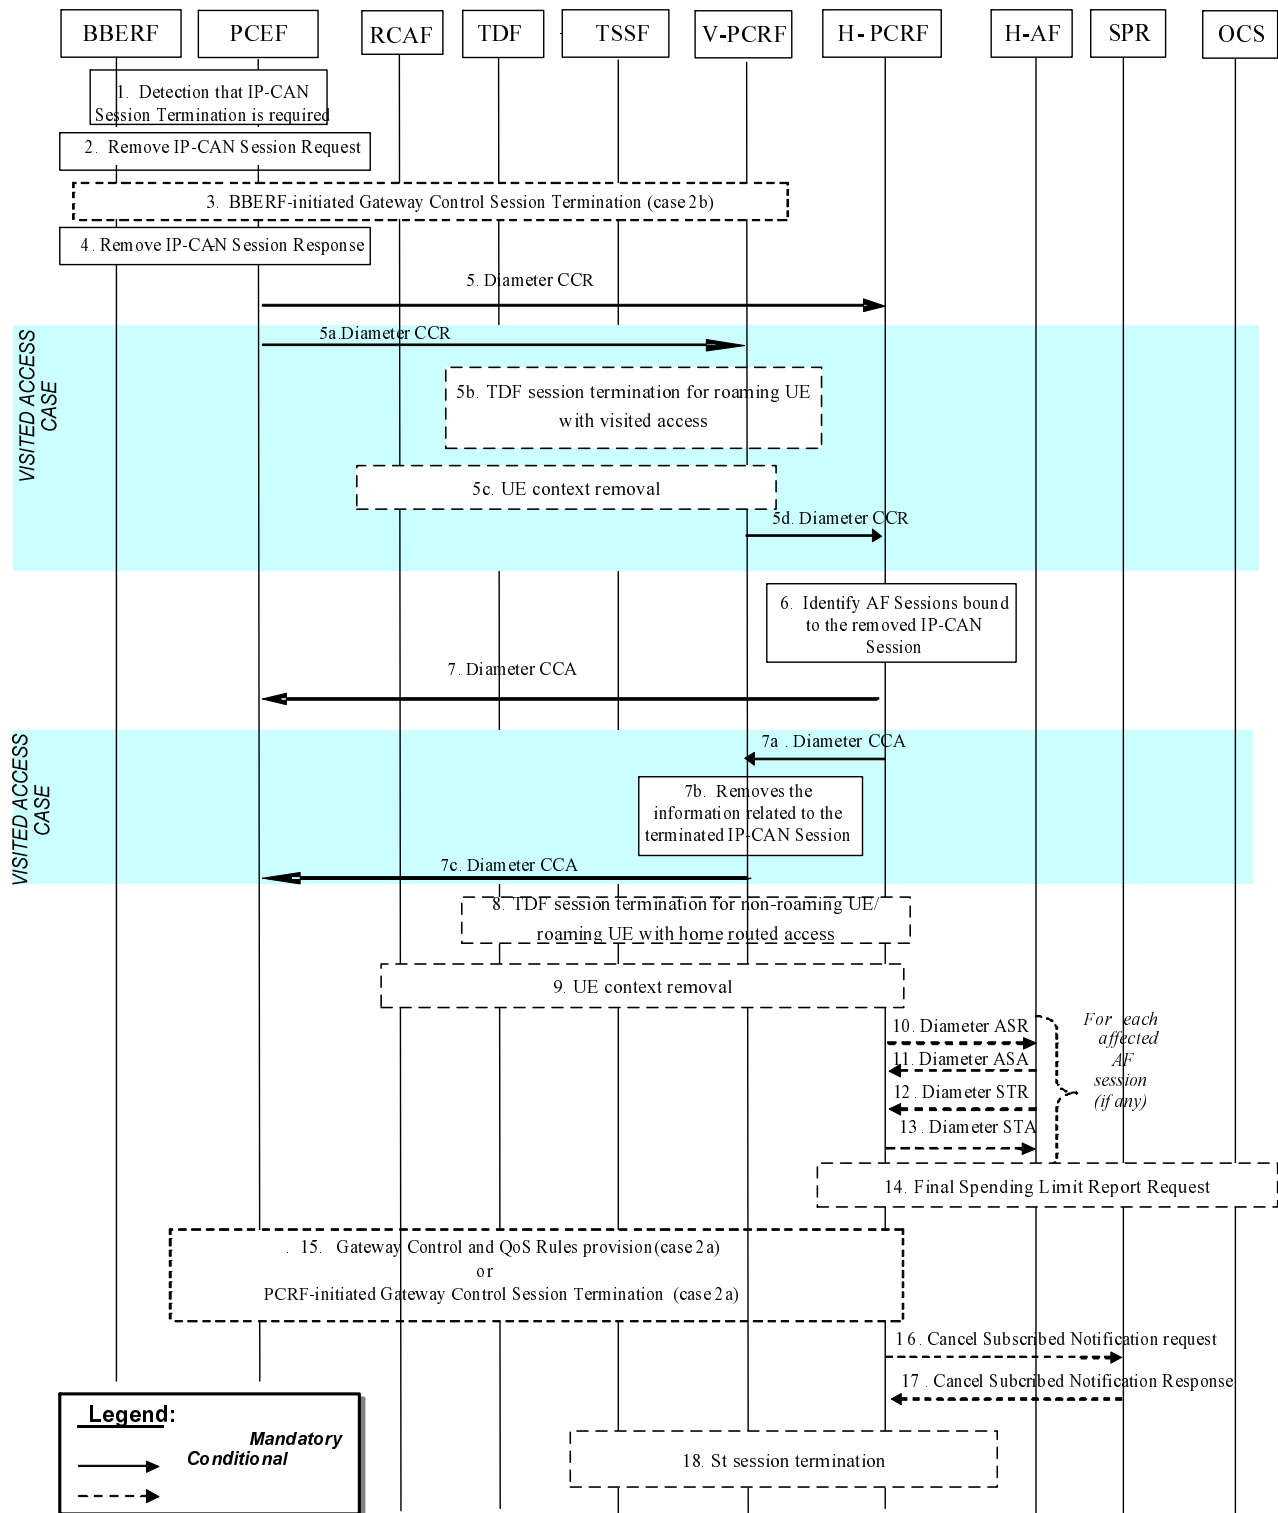 BBERF PCEF RCAF TDF TSSF V-PCRF H- PCRF H-AF SPR OCS
1. Detection that IP-CAN
Session Termination is required
2. Remove IP-CAN Session Request
3. BBERF-initiated Gateway Control Session Termination (case 2b)
4. Remove IP-CAN Session Response
5. Diameter CCR
VISITED ACCESS
CASE
5a.Diameter CCR
5b. TDF session termination for roaming UE
with visited access
5c. UE context removal
5d. Diameter CCR
6. Identify AF Sessions bound
to the removed IP-CAN
Session
7. Diameter CCA
VISITED ACCESS
CASE
7a . Diameter CCA
7b. Removes the
information related to the
terminated IP-CAN Session
7c. Diameter CCA
8. TDF session termination for non-roaming UE/
roaming UE with home routed access
9. UE context removal
10. Diameter ASR
11. Diameter ASA
12. Diameter STR
13. Diameter STA
For each
affected
AF
session
(if any)
14. Final Spending Limit Report Request
. 15. Gateway Control and QoS Rules provision (case 2a)
or
PCRF-initiated Gateway Control Session Termination (case 2a)
16. Cancel Subscribed Notification request
17 . Cancel Subcribed Notification Response
18. St session termination
Legend:
Mandatory
Conditional